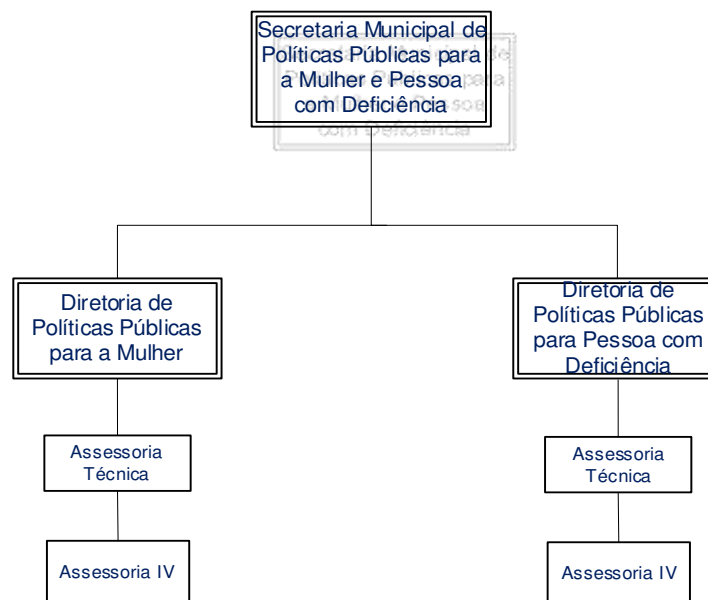 Secretaria Municipal de
Políticas Públicas para
a Mulher e Pessoa
com Deficiência
Diretoria de
Políticas Públicas
para a Mulher
Diretoria de
Políticas Públicas
para Pessoa com
Deficiência
Assessoria
Técnica
Assessoria
Técnica
Assessoria IV
Assessoria IV